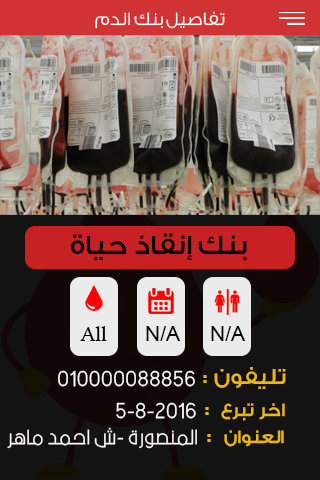 تفاصيل بنك الدم
بنك إنقاذ حياة
All N/A N/A
تليفون : 010000088856
اخر تبرع : 2016-8-5
العنوان : المنصورة -ش احمد ماهر